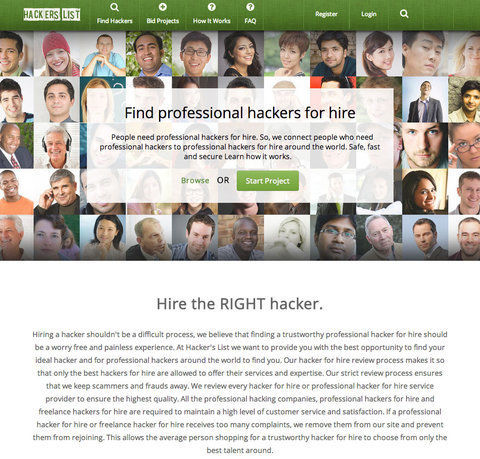 HACKERS LIST
Find Hackers Bid Projects How It Works FAQ Register Login
Find professional hackers for hire
People need professional hackers for hire. So, we connect people who need
professional hackers to professional hackers for hire around the world. Safe, fast
and secure Learn how it works.
Browse OR Start Project
Hire the RIGHT hacker.
Hiring a hacker shouldn't be a difficult process, we believe that finding a trustworthy professional hacker for hire should
be a worry free and painless experience. At Hacker's List we want to provide you with the best opportunity to find your
ideal hacker and for professional hackers around the world to find you. Our hacker for hire review process makes it so
that only the best hackers for hire are allowed to offer their services and expertise. Our strict review process ensures
that we keep scammers and frauds away. We review every hacker for hire or professional hacker for hire service
provider to ensure the highest quality. All the professional hacking companies, professional hackers for hire and
freelance hackers for hire are required to maintain a high level of customer service and satisfaction. If a professional
hacker for hire or freelance hacker for hire receives too many complaints, we remove them from our site and prevent
them from rejoining. This allows the average person shopping for a trustworthy hacker for hire to choose from only the
best talent around.